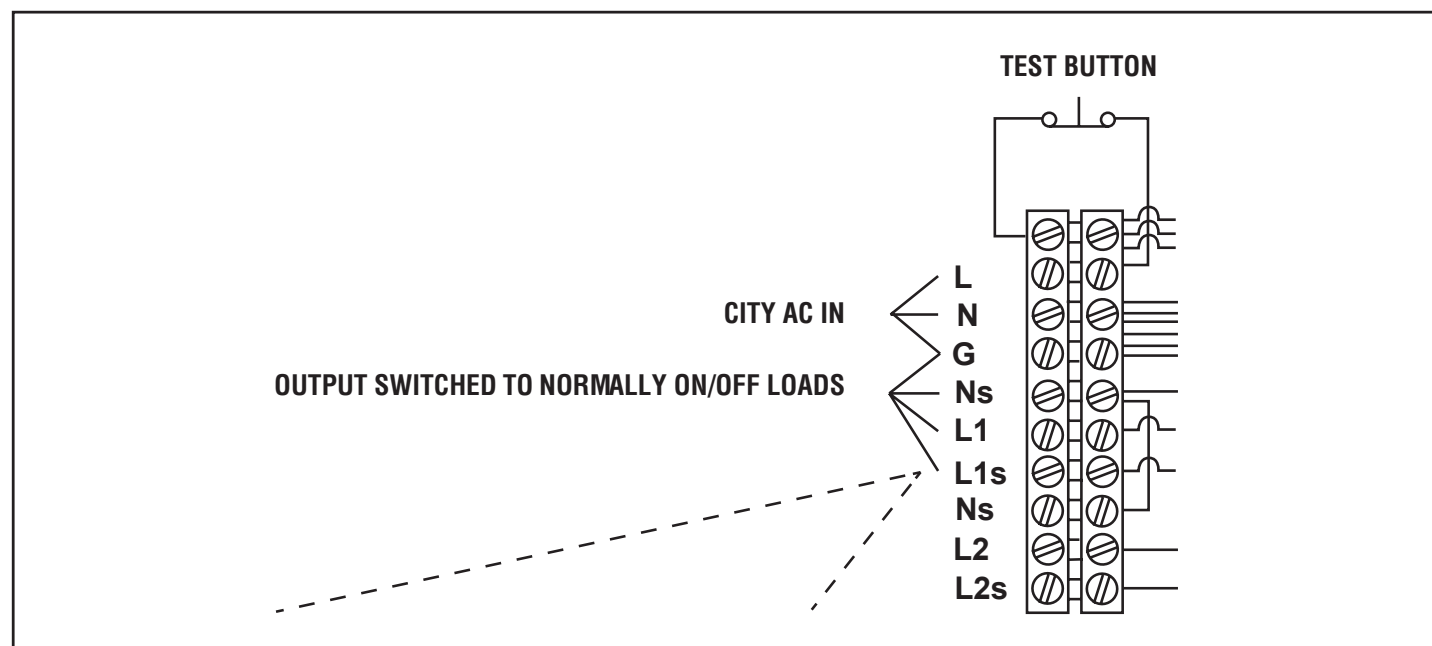 TEST BUTTON
L
CITY AC IN
N
G
OUTPUT SWITCHED TO NORMALLY ON/OFF LOADS
Ns
L1
L1s
Ns
L2
L2s